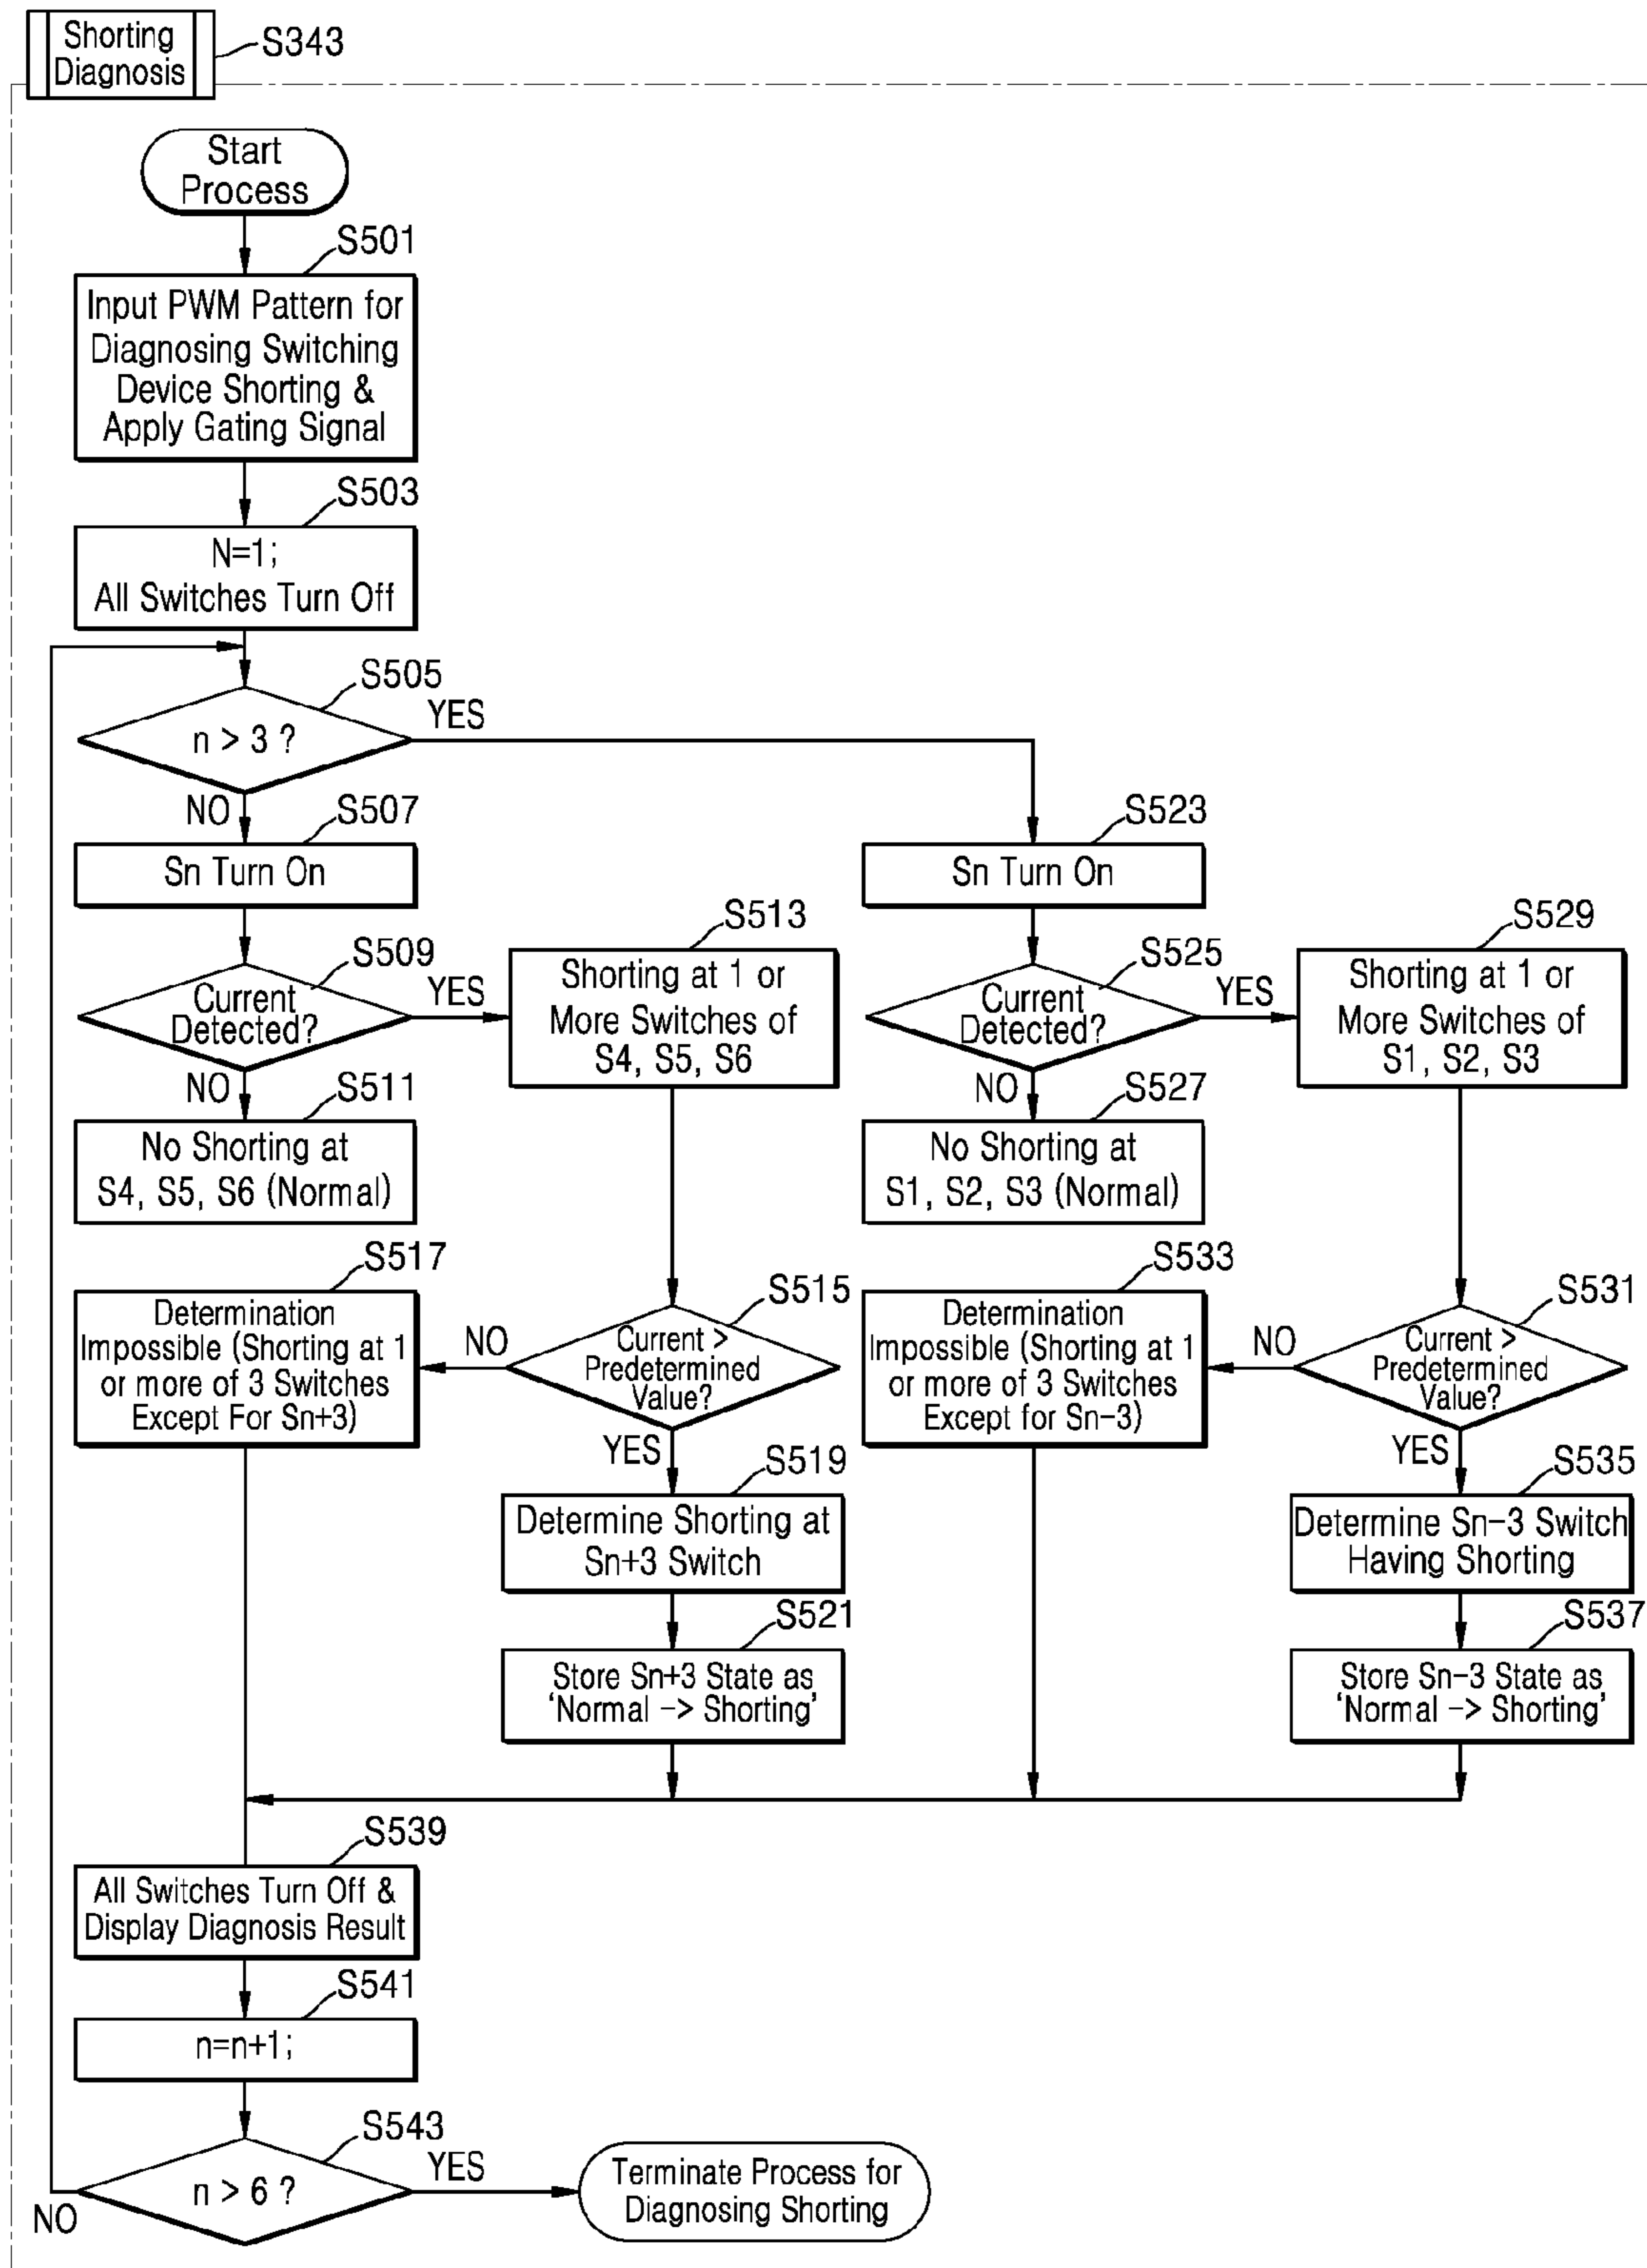 Shorting
Diagnosis
S343
Start
Process
S501
Input PWM Pattern for
Diagnosing Switching
Device Shorting &
Apply Gating Signal
S503
N=1;
All Switches Turn Off
S505
n > 3 ?
YES
NO
S507
Sn Turn On
S523
Sn Turn On
S509
Current
Detected?
YES
NO
S513
Shorting at 1 or
More Switches of
S4, S5, S6
S525
Current
Detected?
YES
NO
S529
Shorting at 1 or
More Switches of
S1, S2, S3
S511
No Shorting at
S4, S5, S6 (Normal)
S527
No Shorting at
S1, S2, S3 (Normal)
S517
Determination
Impossible (Shorting at 1
or more of 3 Switches
Except For Sn+3)
NO
S515
Current >
Predetermined
Value?
YES
S533
Determination
Impossible (Shorting at 1
or more of 3 Switches
Except for Sn-3)
NO
S531
Current >
Predetermined
Value?
YES
S519
Determine Shorting at
Sn+3 Switch
S535
Determine Sn-3 Switch
Having Shorting
S521
Store Sn+3 State as
‘Normal -> Shorting’
S537
Store Sn-3 State as
‘Normal -> Shorting’
S539
All Switches Turn Off &
Display Diagnosis Result
S541
n=n+1;
S543
n > 6 ?
YES
NO
Terminate Process for
Diagnosing Shorting